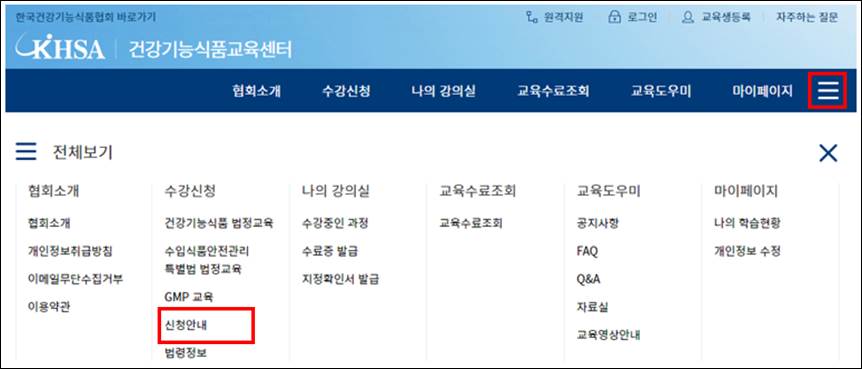 한국건강기능식품협회 바로가기
원격지원 로그인 교육생등록 자주하는 질문
KHSA 건강기능식품교육센터
협회소개 수강신청 나의 강의실 교육수료조회 교육도우미 마이페이지
전체보기
협회소개
협회소개
개인정보취급방침
이메일무단수집거부
이용약관
수강신청
건강기능식품 법정교육
수입식품안전관리
특별법 법정교육
GMP 교육
신청안내
법령정보
나의 강의실
수강중인 과정
수료증 발급
지정확인서 발급
교육수료조회
교육수료조회
교육도우미
공지사항
FAQ
Q&A
자료실
교육영상안내
마이페이지
나의 학습현황
개인정보 수정